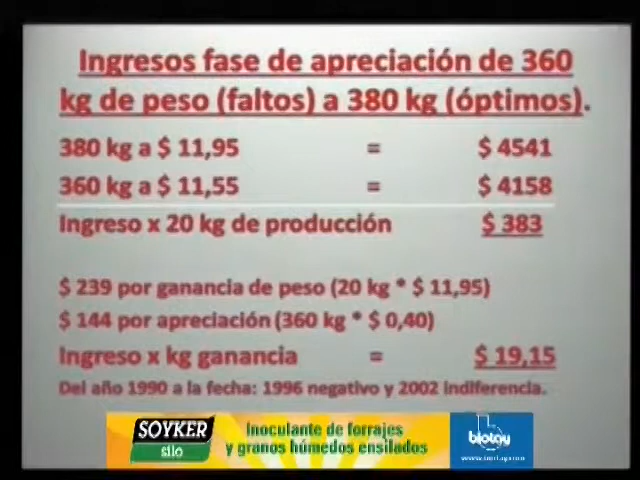 Ingresos fase de apreciación de 360
kg de peso (faltos) a 380 kg (óptimos).
380 kg a $ 11,95 = $ 4541
360 kg a $ 11,55 = $ 4158
Ingreso x 20 kg de producción $ 383
$ 239 por ganancia de peso (20 kg * $ 11,95)
$ 144 por apreciación (360 kg * $ 0,40)
Ingreso x kg ganancia = $ 19,15
Del año 1990 a la fecha: 1996 negativo y 2002 indiferencia.
SOYKER
silo
Inoculante de forrajes
y granos húmedos ensilados
biotay